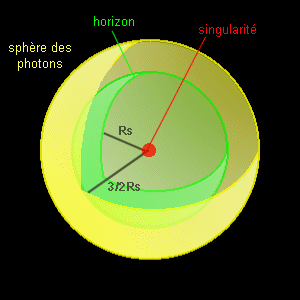 horizon
singularité
sphère des
photons
Rs
3/2Rs